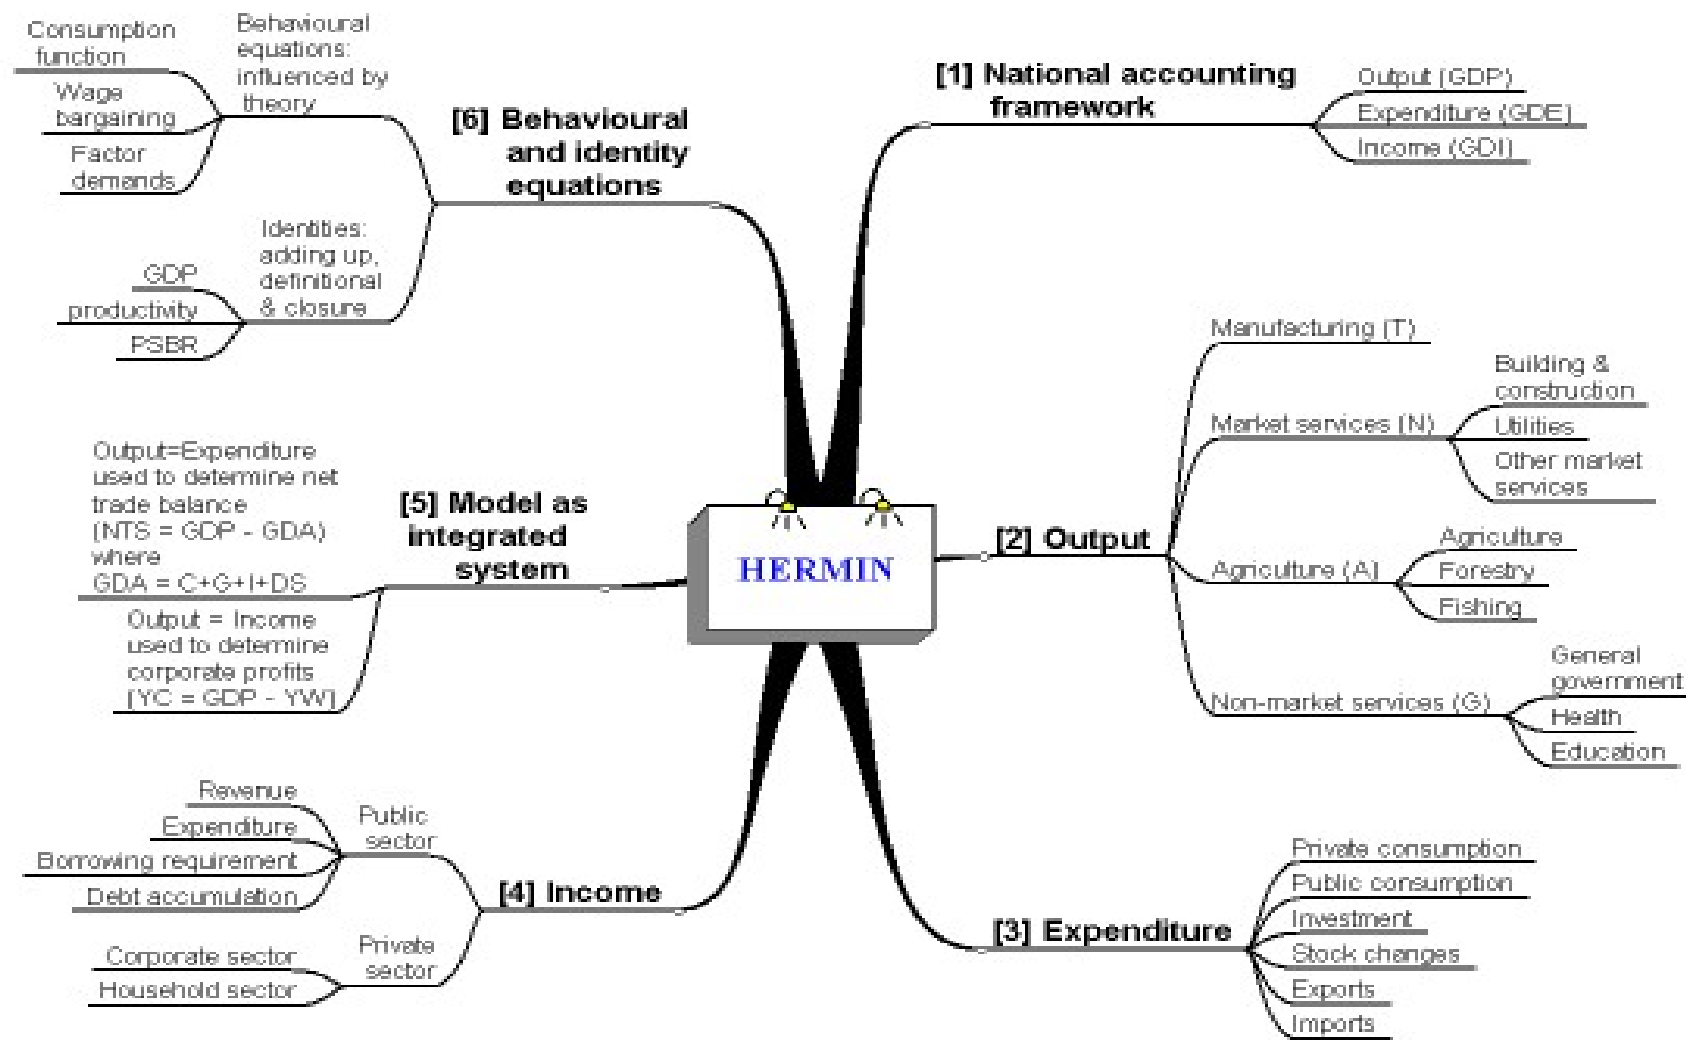 HERMIN
[1] National accounting
framework
Output (GDP)
Expenditure (GDE)
Income (GDI)
[2] Output
Manufacturing (T)
Market services (N)
Building &
construction
Utilities
Other market
services
Agriculture (A)
Agriculture
Forestry
Fishing
Non-market services (G)
General
government
Health
Education
[3] Expenditure
Private consumption
Public consumption
Investment
Stock changes
Exports
Imports
[4] Income
Public
sector
Revenue
Expenditure
Borrowing requirement
Debt accumulation
Private
sector
Corporate sector
Household sector
[5] Model as
integrated
system
Output=Expenditure
used to determine net
trade balance
(NTS = GDP - GDA)
where
GDA = C+G+I+DS
Output = Income
used to determine
corporate profits
[YC = GDP - YW]
[6] Behavioural
and identity
equations
Behavioural
equations:
influenced by
theory
Consumption
function
Wage
bargaining
Factor
demands
Identities:
adding up,
definitional
& closure
GDP
productivity
PSBR